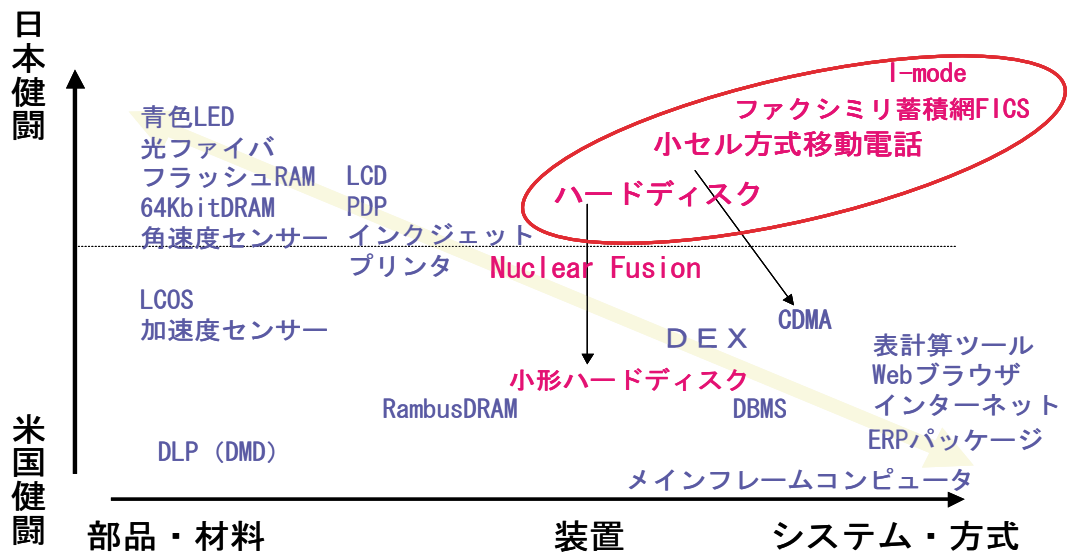 日本健闘
I-mode
ファクシミリ蓄積網FICS
小セル方式移動電話
ハードディスク
青色LED
光ファイバ
フラッシュRAM
64KbitDRAM
角速度センサー
LCD
PDP
インクジェット
プリンタ
Nuclear Fusion
LCOS
加速度センサー
CDMA
DEX
小形ハードディスク
表計算ツール
Webブラウザ
インターネット
ERPパッケージ
RambusDRAM
DBMS
DLP (DMD)
メインフレームコンピュータ
米国健闘
部品・材料
装置
システム・方式